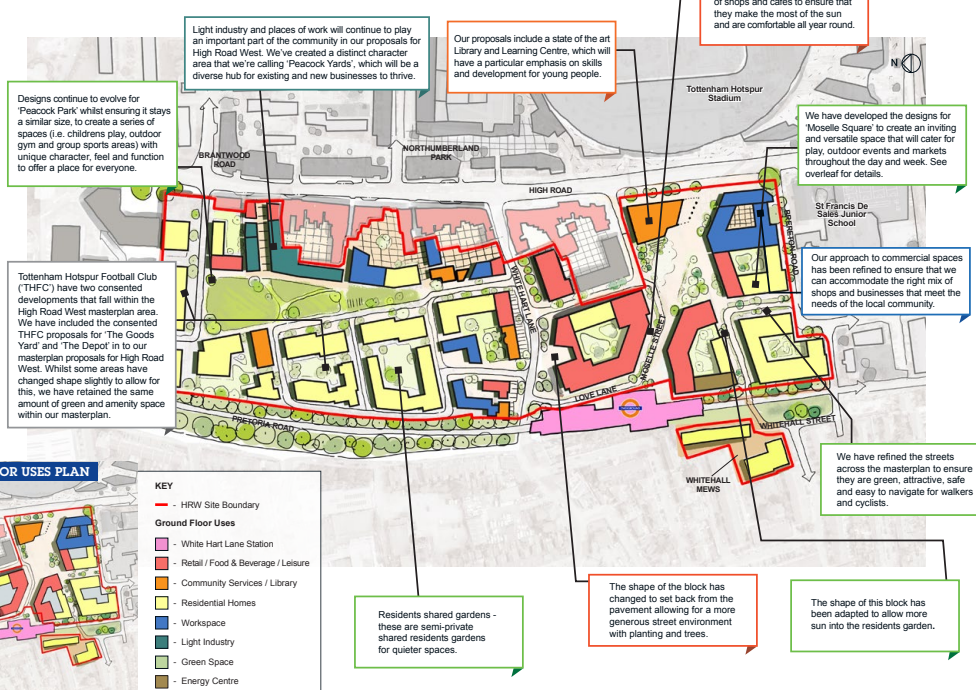 of shops and cafes to ensure that
they make the most of the sun
and are comfortable all year round.
Light industry and places of work will continue to play
an important part of the community in our proposals for
High Road West. We've created a distinct character
area that we're calling 'Peacock Yards', which will be a
diverse hub for existing and new businesses to thrive.
Our proposals include a state of the art
Library and Learning Centre, which will
have a particular emphasis on skills
and development for young people.
N
Tottenham Hotspur
Stadium
Designs continue to evolve for
'Peacock Park' whilst ensuring it stays
a similar size, to create a series of
spaces (i.e. childrens play, outdoor
gym and group sports areas) with
unique character, feel and function
to offer a place for everyone.
We have developed the designs for
'Moselle Square' to create an inviting
and versatile space that will cater for
play, outdoor events and markets
throughout the day and week. See
overleaf for details.
BRANTWOOD
ROAD
NORTHUMBERLAND
PARK
HIGH ROAD
St Francis De
Sales Junior
School
BRERETON ROAD
Our approach to commercial spaces
has been refined to ensure that we
can accommodate the right mix of
shops and businesses that meet the
needs of the local community.
Tottenham Hotspur Football Club
('THFC') have two consented
developments that fall within the
High Road West masterplan area.
We have included the consented
THFC proposals for 'The Goods
Yard' and 'The Depot' in to our
masterplan proposals for High Road
West. Whilst some areas have
changed shape slightly to allow for
this, we have retained the same
amount of green and amenity space
within our masterplan.
WHITE HART LANE
MOSELLE STREET
LOVE LANE
PRETORIA ROAD
WHITEHALL STREET
WHITEHALL
MEWS
We have refined the streets
across the masterplan to ensure
they are green, attractive, safe
and easy to navigate for walkers
and cyclists.
OR USES PLAN
KEY
- HRW Site Boundary
Ground Floor Uses
- White Hart Lane Station
- Retail / Food & Beverage / Leisure
- Community Services / Library
- Residential Homes
- Workspace
- Light Industry
- Green Space
- Energy Centre
Residents shared gardens -
these are semi-private
shared residents gardens
for quieter spaces.
The shape of the block has
changed to set back from the
pavement allowing for a more
generous street environment
with planting and trees.
The shape of this block has
been adapted to allow more
sun into the residents garden.